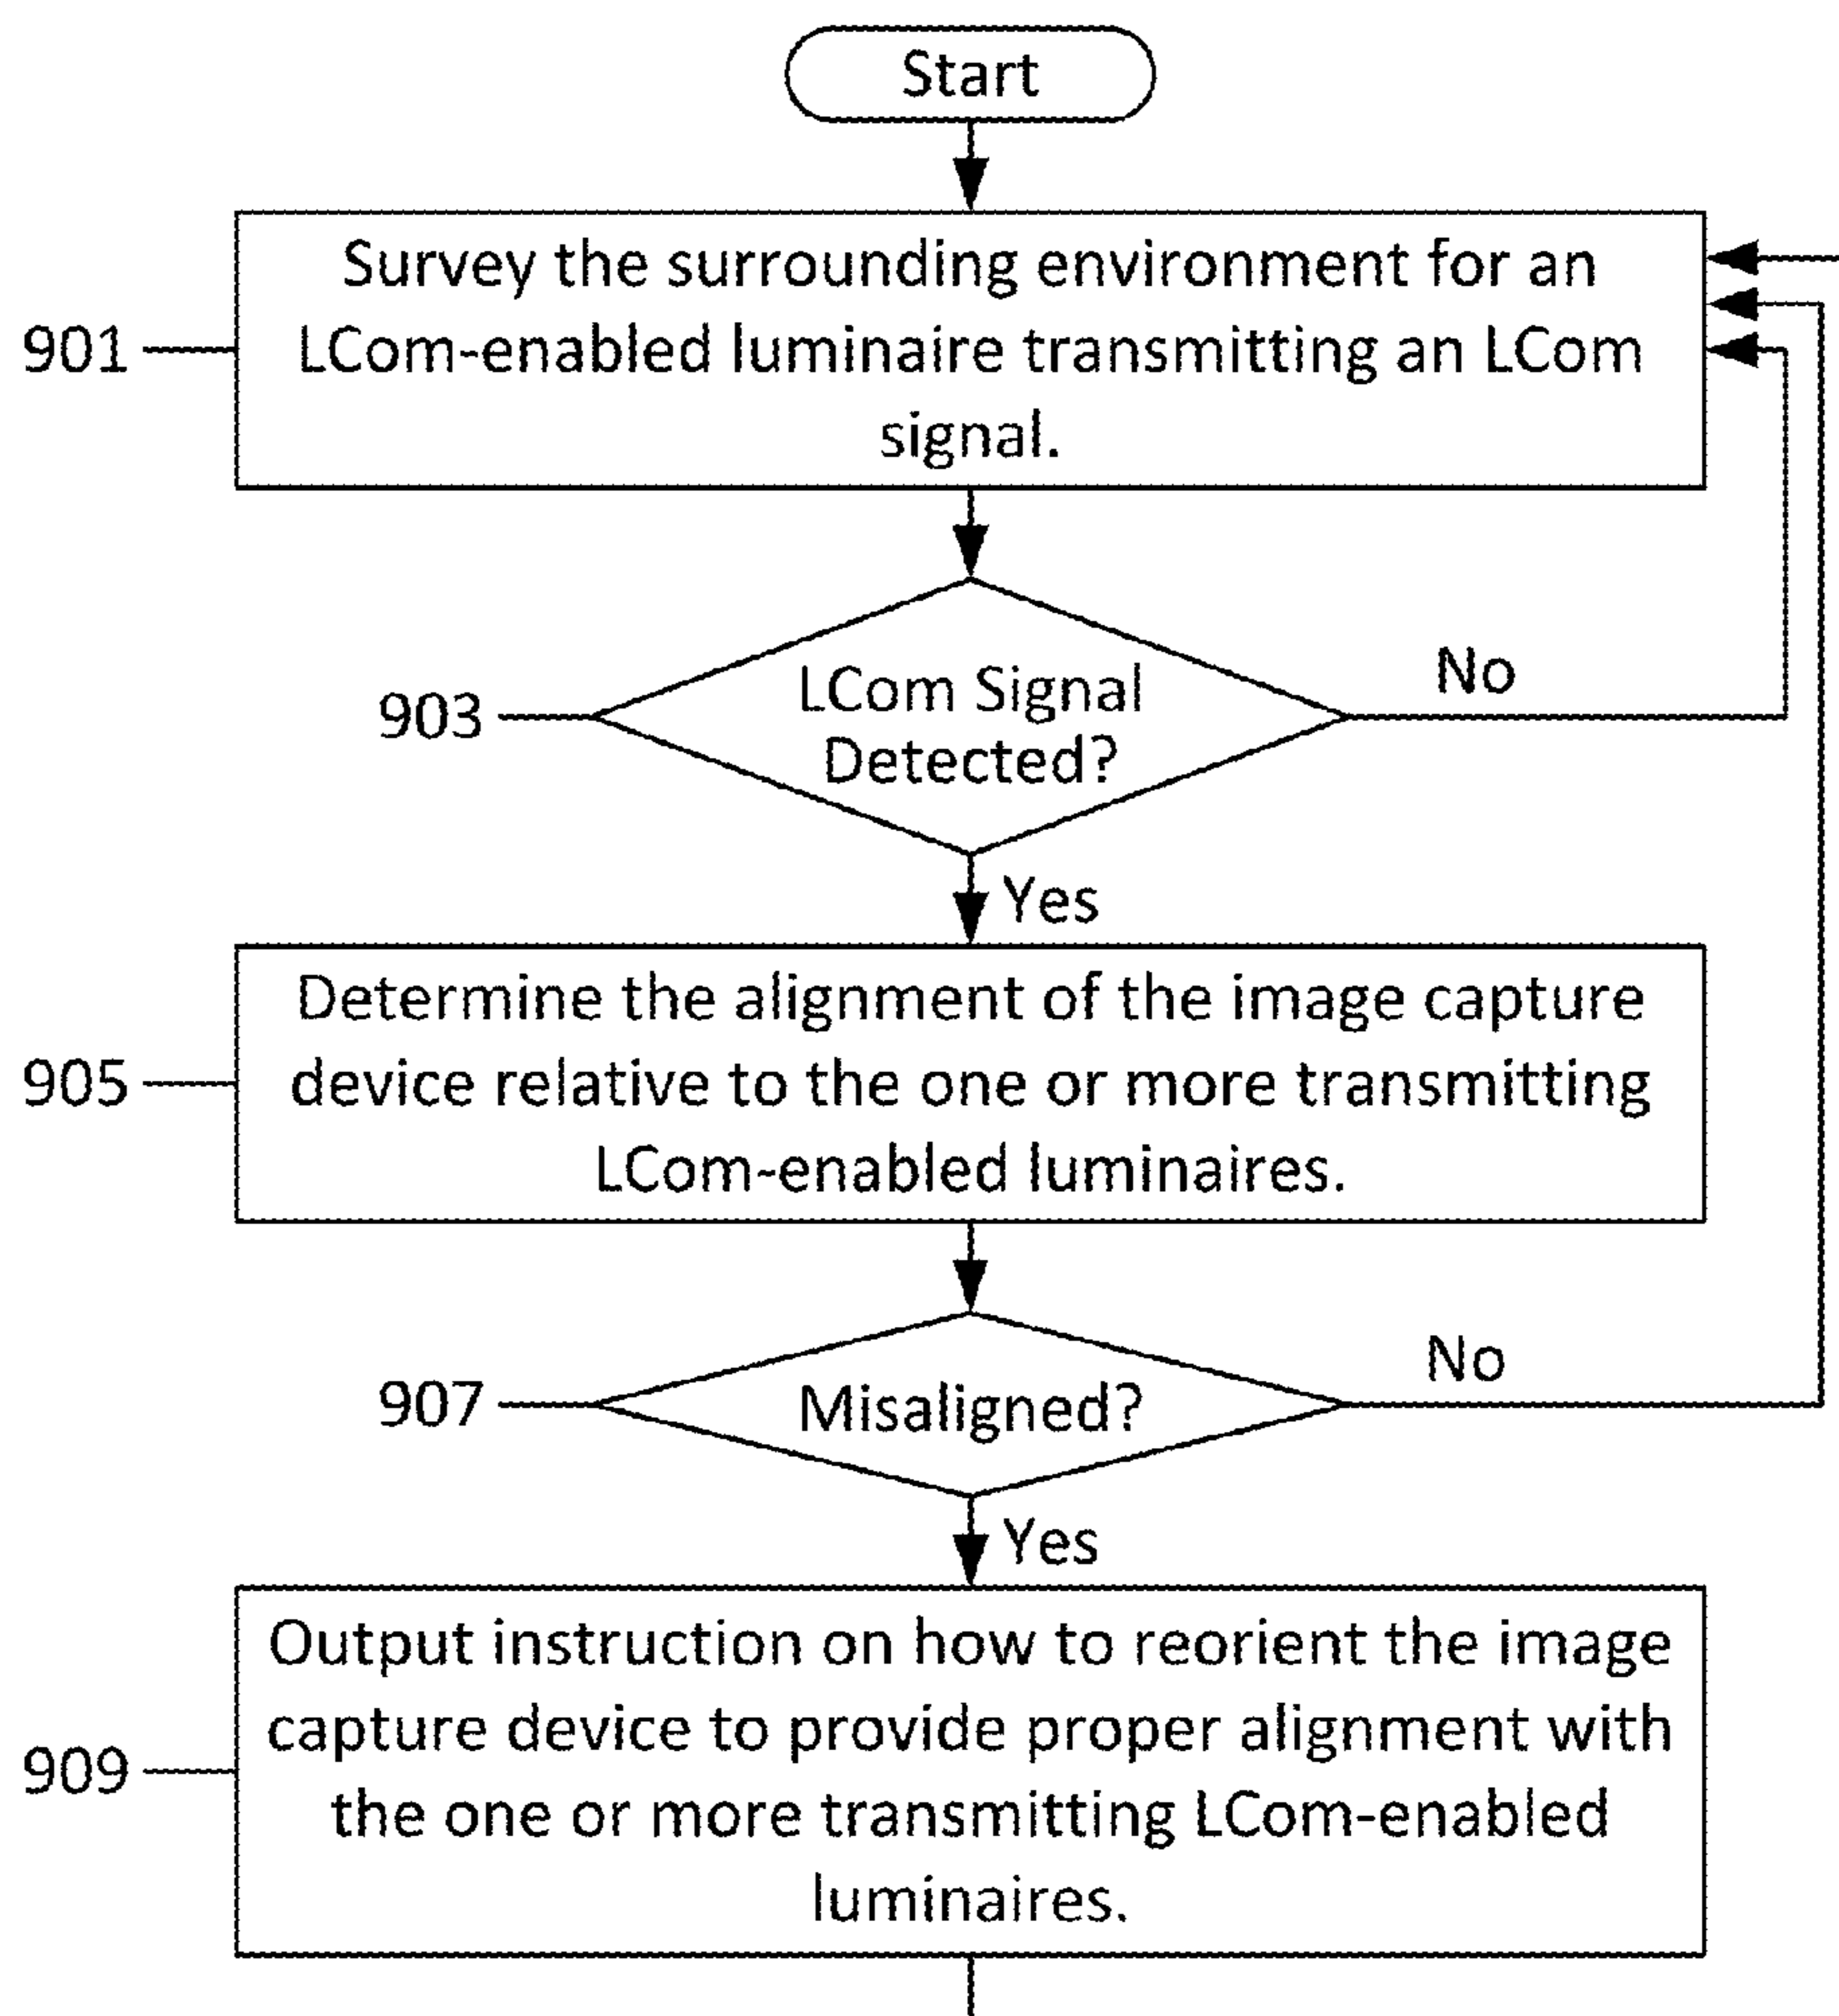 Start
Survey the surrounding environment for an
901
LCom-enabled luminaire transmitting an LCom
signal.
LCom Signal
903
No
Detected?
Yes
Determine the alignment of the image capture
905
device relative to the one or more transmitting
LCom-enabled luminaires.
907
Misaligned?
No
Yes
Output instruction on how to reorient the image
capture device to provide proper alignment with
909
the one or more transmitting LCom-enabled
luminaires.